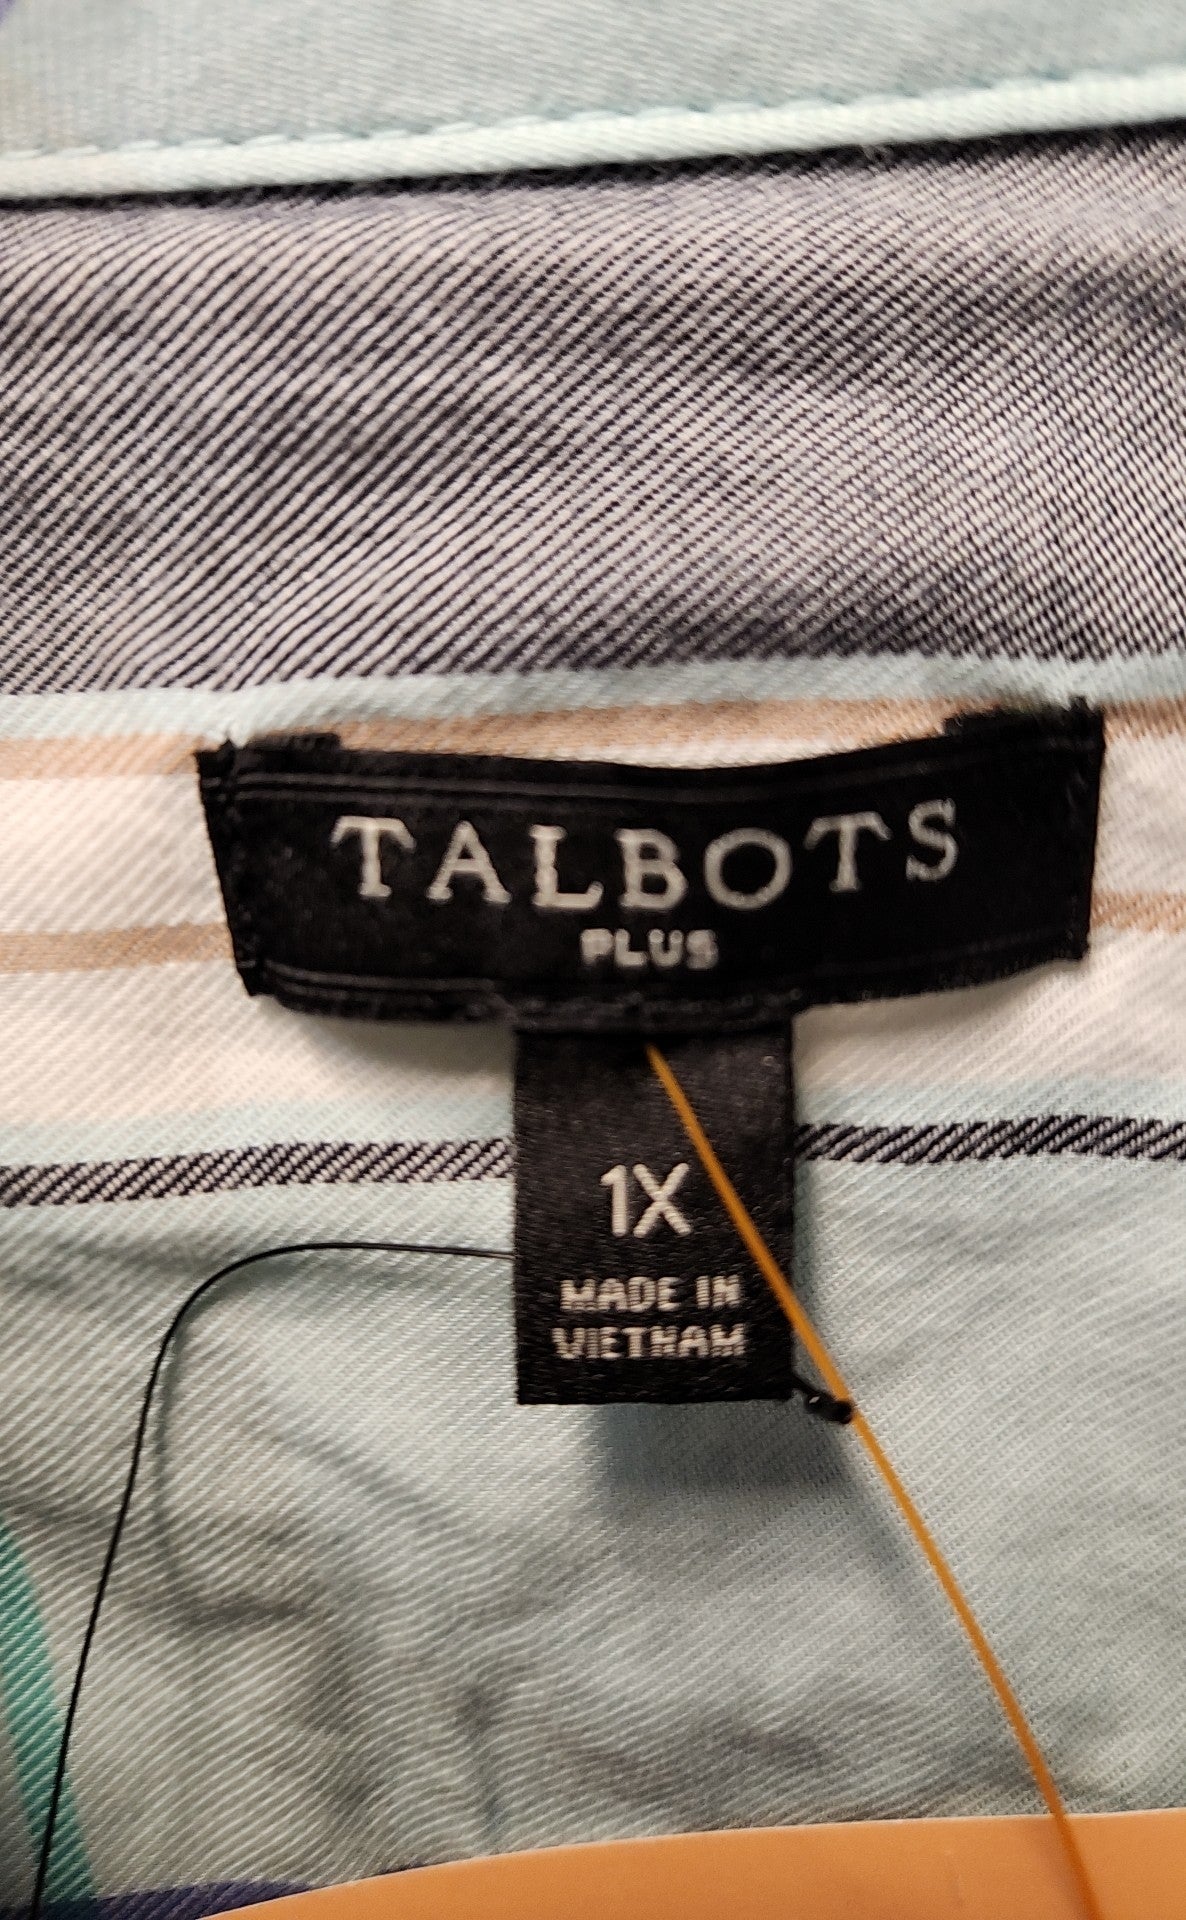 TALBOTS
PLUS
1X
MADE IN
VIETNAM